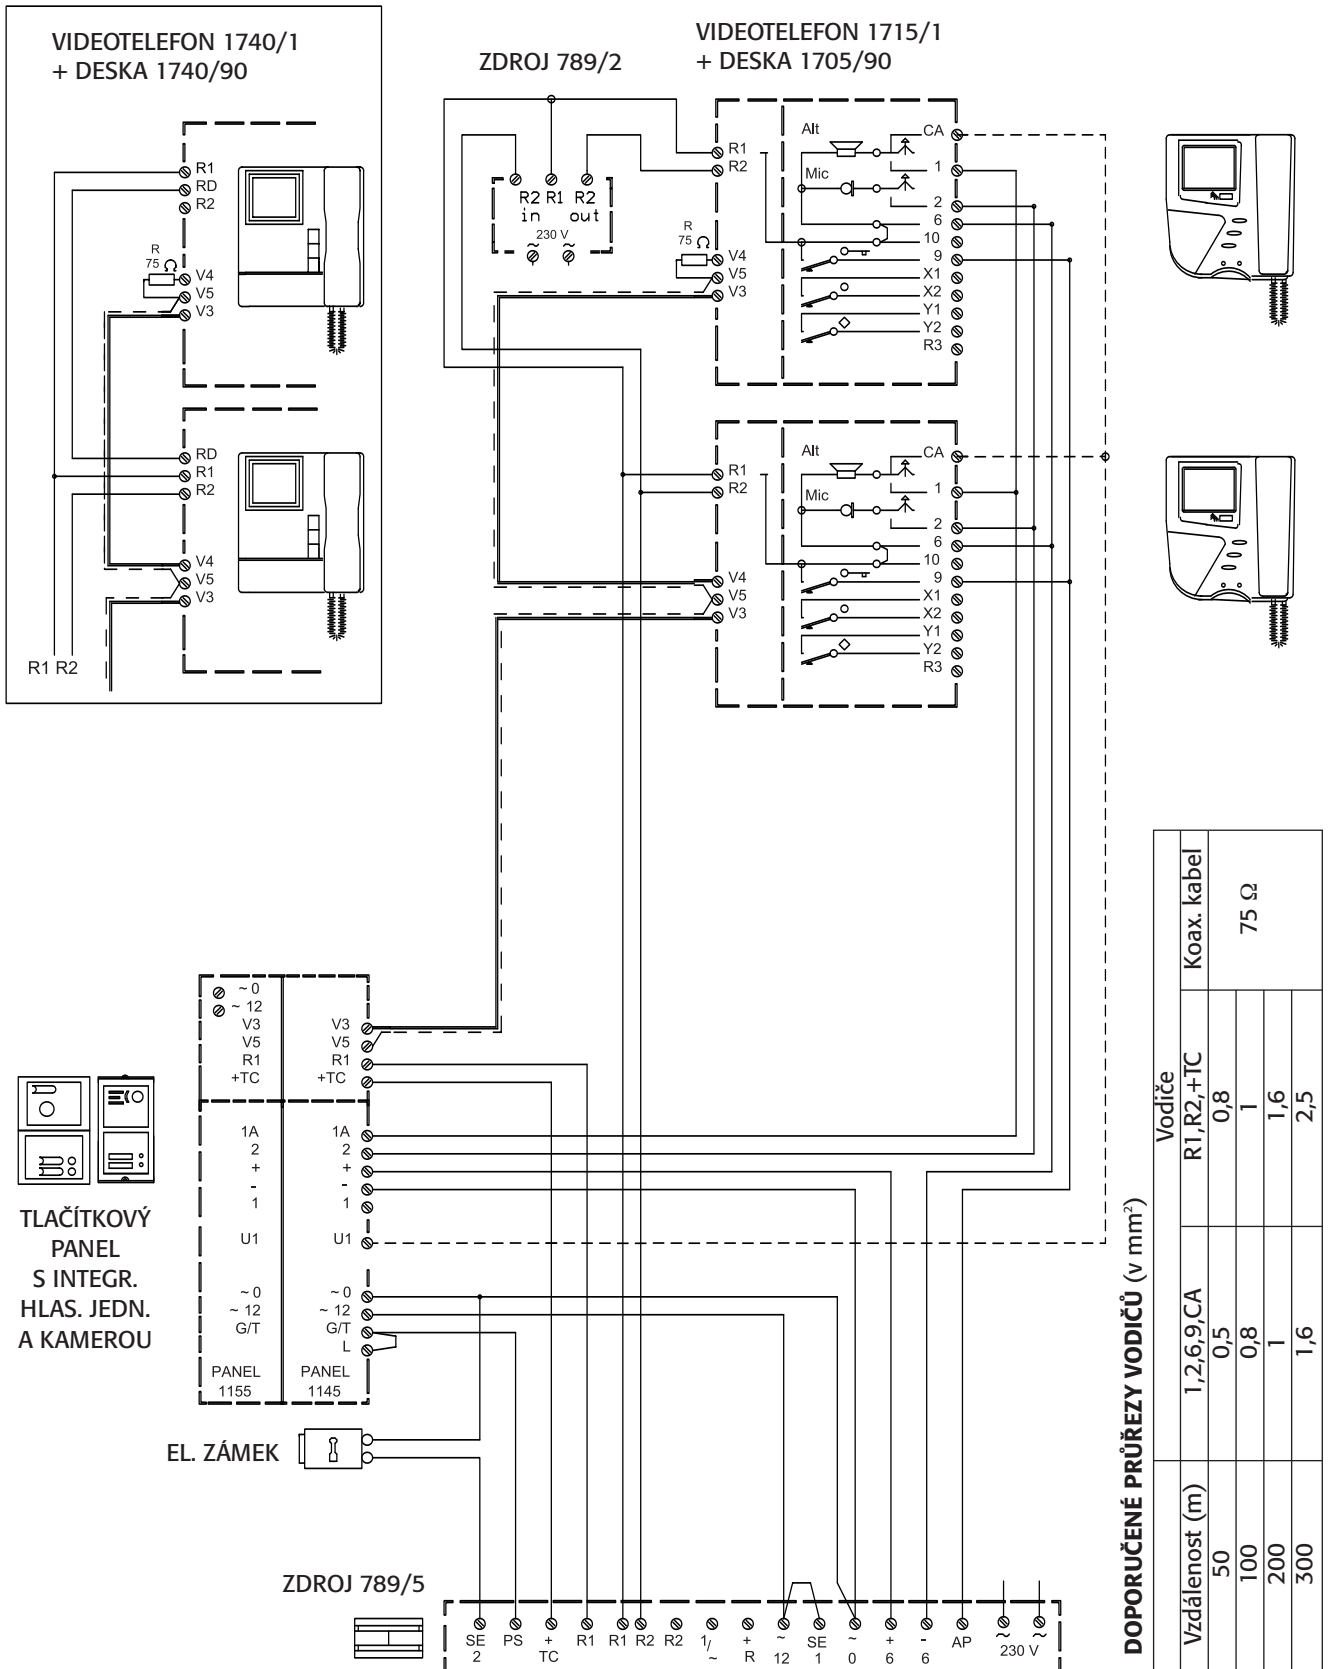 VIDEOTELEFON 1740/1
+ DESKA 1740/90
R1
RD
R2
R
75 Ω
V4
V5
V3
RD
R1
R2
V4
V5
V3
R1 R2
ZDROJ 789/2
R2 R1 R2
in out
230 V
~ ~
VIDEOTELEFON 1715/1
+ DESKA 1705/90
R1
R2
R
75 Ω
V4
V5
V3
Alt
Mic
CA
1
2
6
10
9
X1
X2
Y1
Y2
R3
R1
R2
V4
V5
V3
Alt
Mic
CA
1
2
6
10
9
X1
X2
Y1
Y2
R3
TLAČÍTKOVÝ
PANEL
S INTEGR.
HLAS. JEDN.
A KAMEROU
~ 0
~ 12
V3 V3
V5 V5
R1 R1
+TC +TC
1A 1A
2 2
+ +
- -
1 1
U1 U1
~ 0 ~ 0
~ 12 ~ 12
G/T G/T
L
PANEL PANEL
1155 1145
EL. ZÁMEK
ZDROJ 789/5
SE PS + R1 R1 R2 R2 1/ + ~ SE ~ + - AP ~ ~
2 TC ~ R 12 1 0 6 6 230 V
DOPORUČENÉ PRŮŘEZY VODIČŮ (v mm²)
Vodiče
Vzdálenost (m) 1,2,6,9,CA R1,R2,+TC Koax. kabel
50 0,5 0,8 75 Ω
100 0,8 1
200 1 1,6
300 1,6 2,5